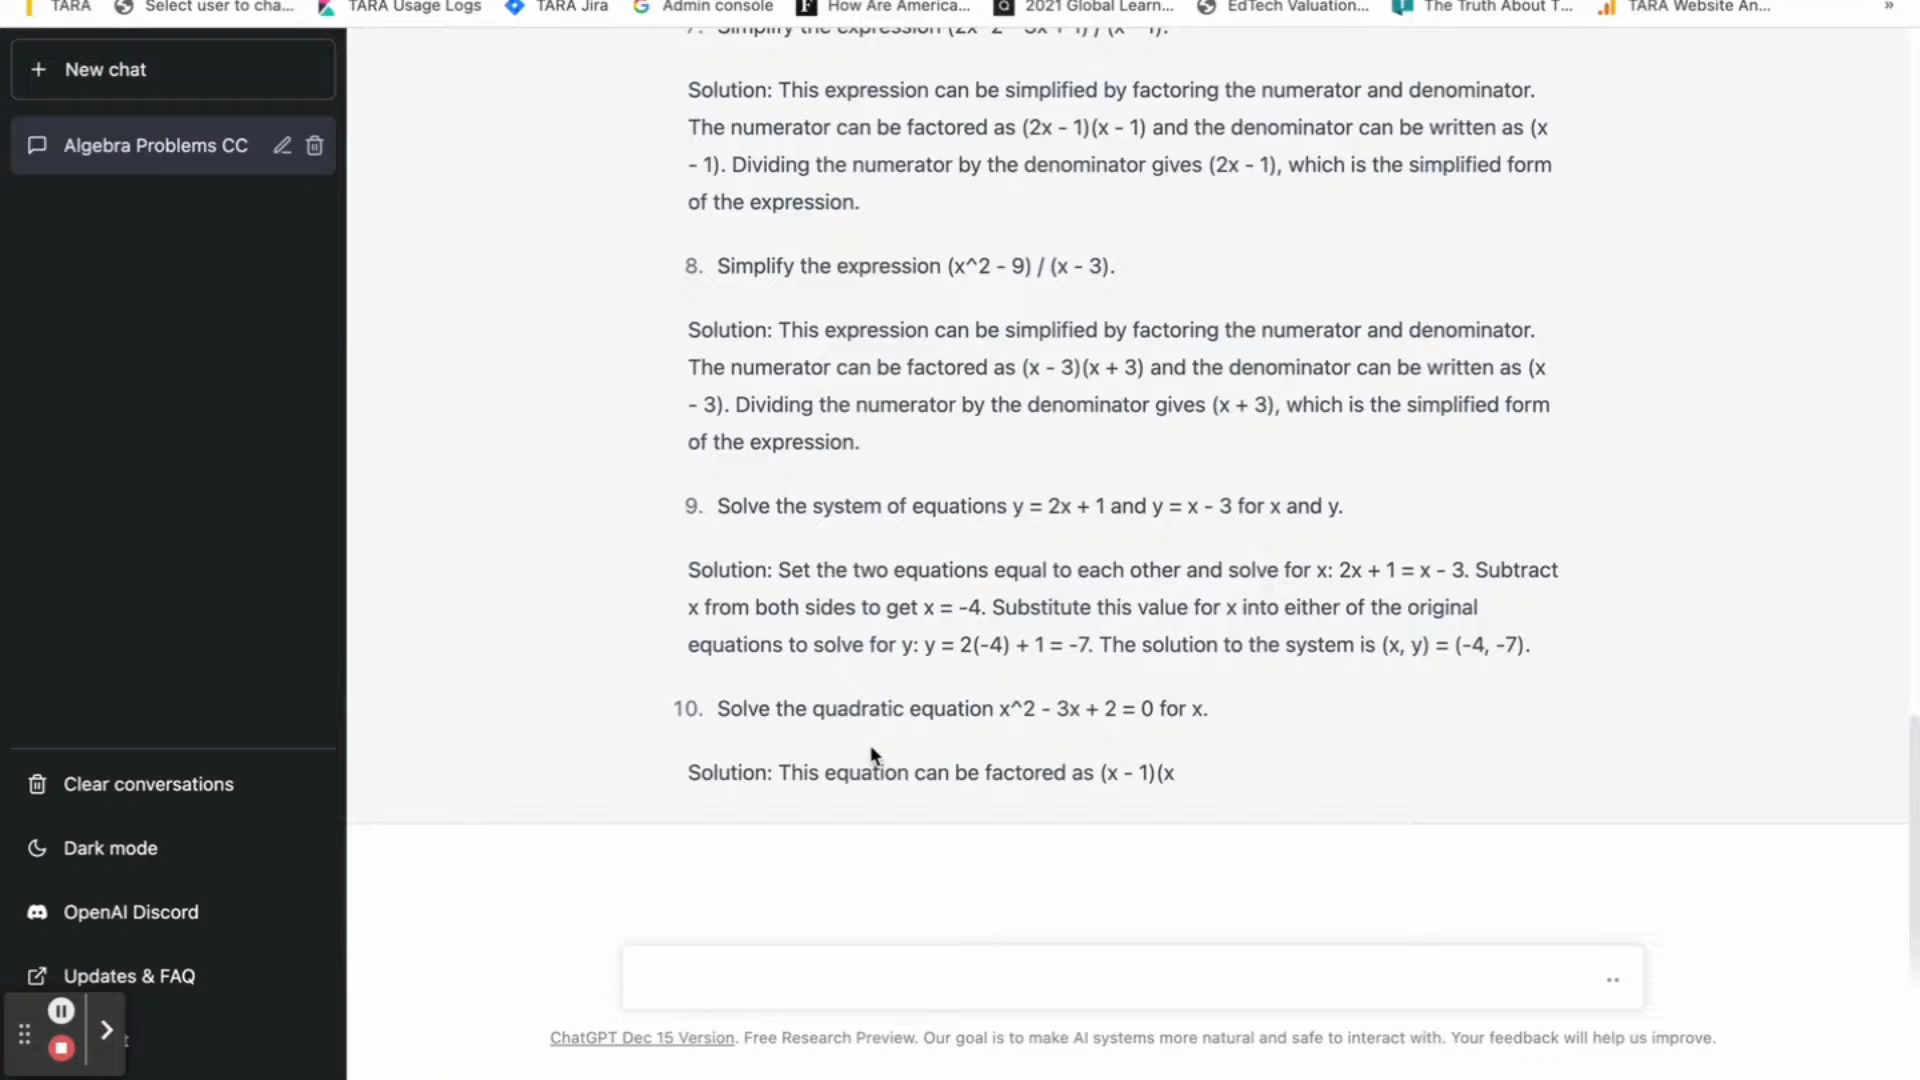 TARA Select user to cha... TARA Usage Logs TARA Jira Admin console How Are America... 2021 Global Learn... EdTech Valuation... The Truth About T... TARA Website An... »
+ New chat
Algebra Problems CC
Clear conversations
Dark mode
OpenAI Discord
Updates & FAQ
7. Simplify the expression (2x^2 - 3x + 1) / (x - 1).
Solution: This expression can be simplified by factoring the numerator and denominator.
The numerator can be factored as (2x - 1)(x - 1) and the denominator can be written as (x
- 1). Dividing the numerator by the denominator gives (2x - 1), which is the simplified form
of the expression.
8. Simplify the expression (x^2 - 9) / (x - 3).
Solution: This expression can be simplified by factoring the numerator and denominator.
The numerator can be factored as (x - 3)(x + 3) and the denominator can be written as (x
- 3). Dividing the numerator by the denominator gives (x + 3), which is the simplified form
of the expression.
9. Solve the system of equations y = 2x + 1 and y = x - 3 for x and y.
Solution: Set the two equations equal to each other and solve for x: 2x + 1 = x - 3. Subtract
x from both sides to get x = -4. Substitute this value for x into either of the original
equations to solve for y: y = 2(-4) + 1 = -7. The solution to the system is (x, y) = (-4, -7).
10. Solve the quadratic equation x^2 - 3x + 2 = 0 for x.
Solution: This equation can be factored as (x - 1)(x
ChatGPT Dec 15 Version. Free Research Preview. Our goal is to make AI systems more natural and safe to interact with. Your feedback will help us improve.